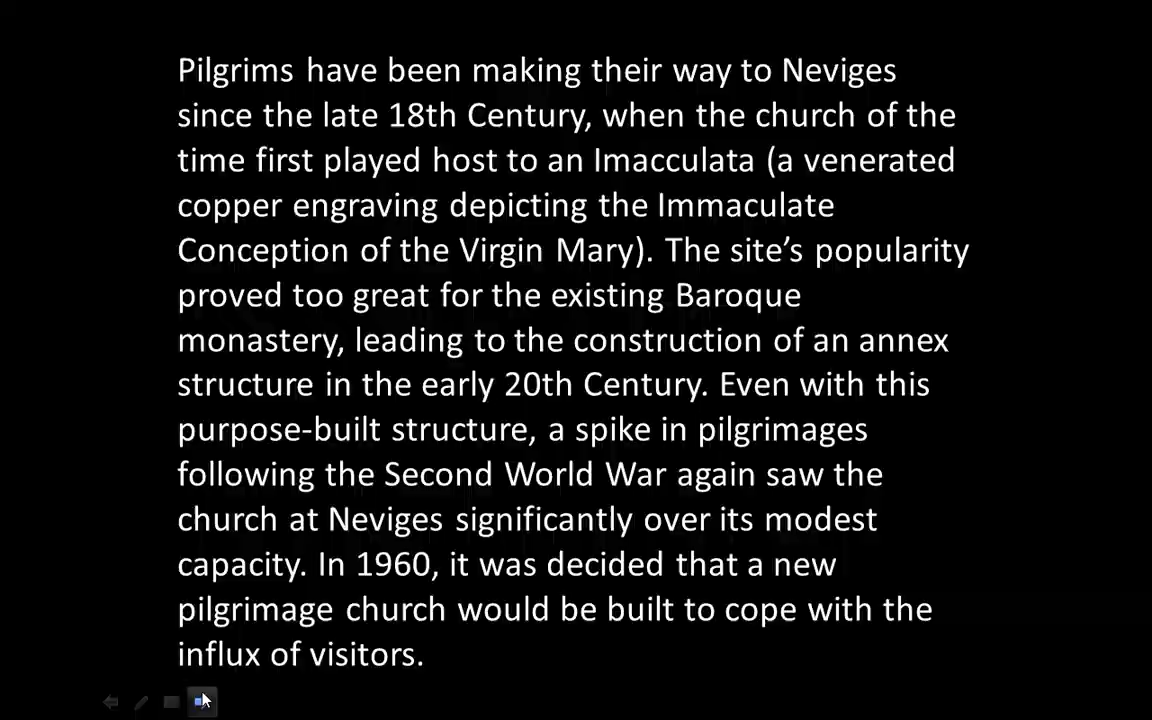 Pilgrims have been making their way to Neviges
since the late 18th Century, when the church of the
time first played host to an Imacculata (a venerated
copper engraving depicting the Immaculate
Conception of the Virgin Mary). The site’s popularity
proved too great for the existing Baroque
monastery, leading to the construction of an annex
structure in the early 20th Century. Even with this
purpose-built structure, a spike in pilgrimages
following the Second World War again saw the
church at Neviges significantly over its modest
capacity. In 1960, it was decided that a new
pilgrimage church would be built to cope with the
influx of visitors.